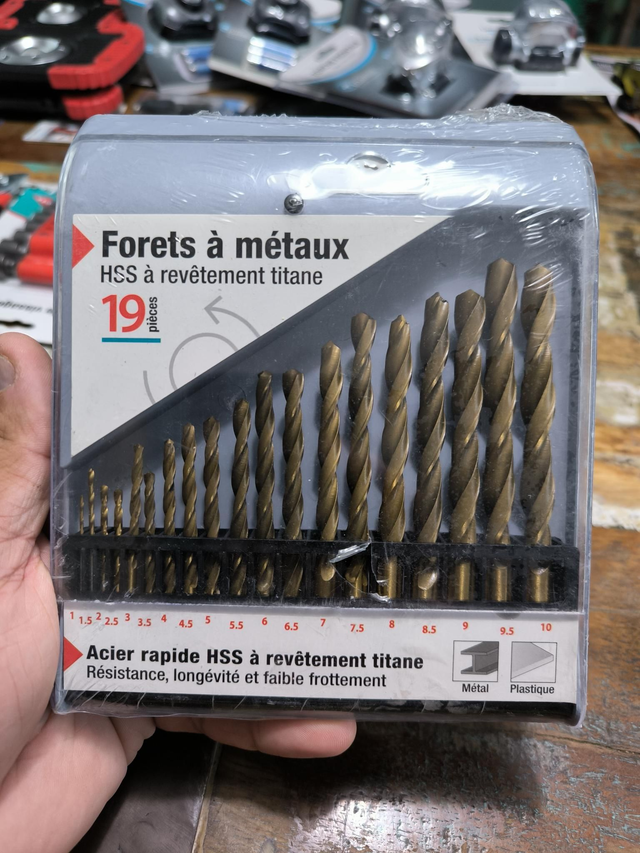 Forets à métaux
HSS à revêtement titane
19 pièces
1 1.5 2 2.5 3 3.5 4 4.5 5 5.5 6 6.5 7 7.5 8 8.5 9 9.5 10
Acier rapide HSS à revêtement titane
Résistance, longévité et faible frottement
Métal Plastique